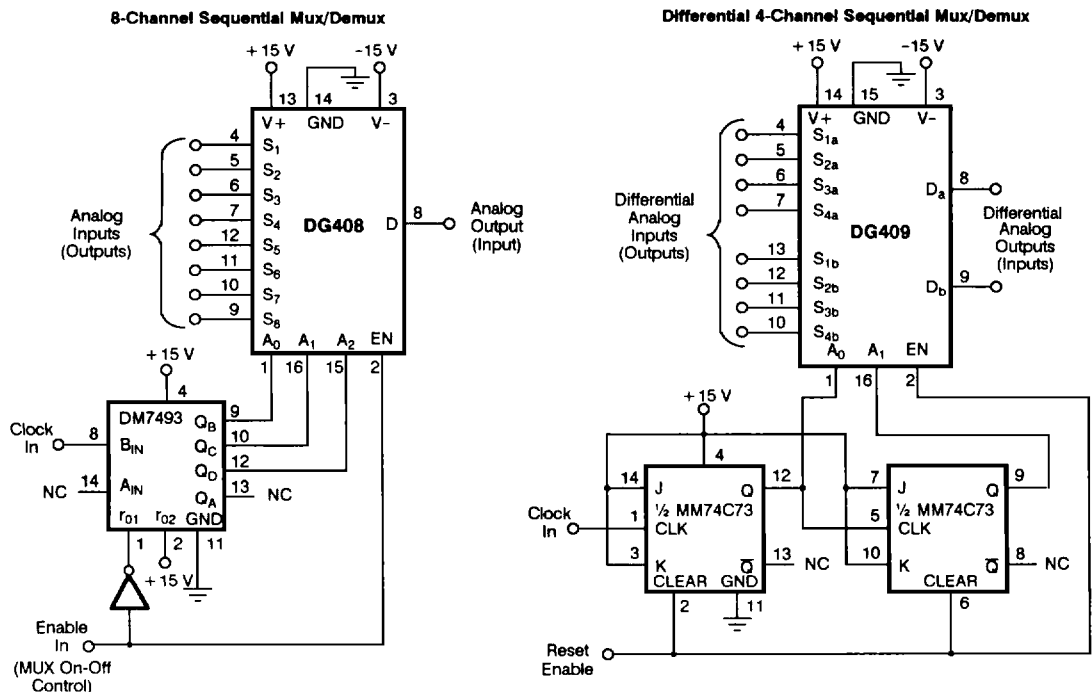 8-Channel Sequential Mux/Demux
+ 15 V
−15 V
13
14
3
V+
GND
V−
4
S1
5
S2
6
S3
7
S4
12
S5
11
S6
10
S7
9
S8
Analog
Inputs
(Outputs)
DG408
D
8
Analog
Output
(Input)
A0
A1
A2
EN
1
16
15
2
+ 15 V
4
DM7493
Clock
In
8
BIN
14
NC
AIN
QB
9
QC
10
QD
12
QA
13
NC
r01
r02
GND
1
2
11
+ 15 V
Enable
In
(MUX On-Off
Control)
Differential 4-Channel Sequential Mux/Demux
+ 15 V
−15 V
14
15
3
V+
GND
V−
4
S1a
5
S2a
6
S3a
7
S4a
13
S1b
12
S2b
11
S3b
10
S4b
Differential
Analog
Inputs
(Outputs)
DG409
Da
8
Db
9
Differential
Analog
Outputs
(Inputs)
A0
A1
EN
1
16
2
+ 15 V
4
14
J
Q
12
½ MM74C73
Clock
In
1
CLK
3
K
Q̅
13
NC
CLEAR
GND
2
11
7
J
Q
9
½ MM74C73
5
CLK
10
K
Q̅
8
NC
CLEAR
6
Reset
Enable